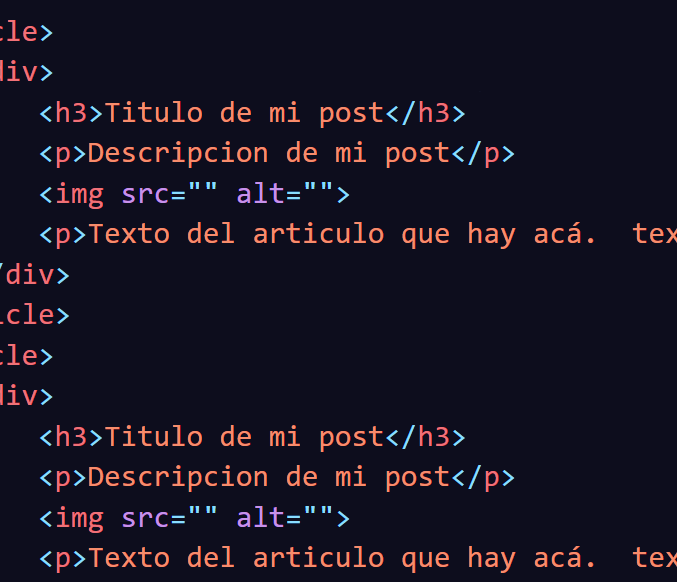 cle>
div>
<h3>Titulo de mi post</h3>
<p>Descripcion de mi post</p>
<img src="" alt="">
<p>Texto del articulo que hay acá.  tex
/div>
icle>
cle>
div>
<h3>Titulo de mi post</h3>
<p>Descripcion de mi post</p>
<img src="" alt="">
<p>Texto del articulo que hay acá.  tex